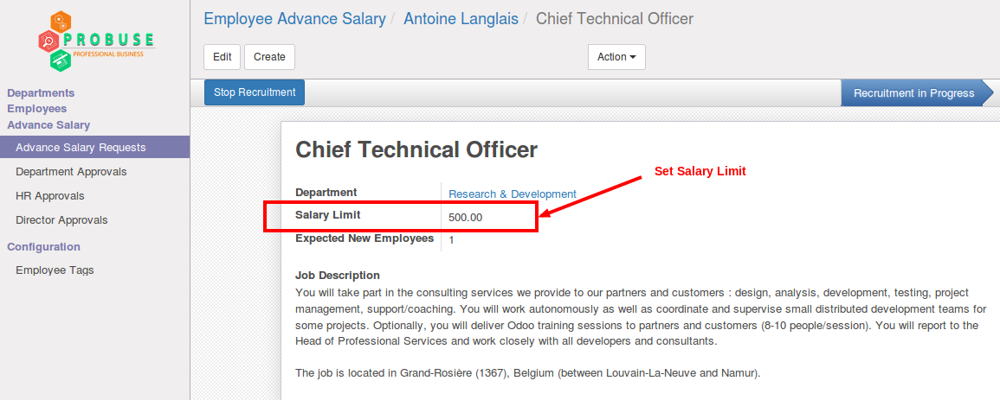 PROBUSE
PROFESSIONAL BUSINESS
Departments
Employees
Advance Salary
Advance Salary Requests
Department Approvals
HR Approvals
Director Approvals
Configuration
Employee Tags
Employee Advance Salary / Antoine Langlais / Chief Technical Officer
Edit Create Action
Stop Recruitment Recruitment in Progress
Chief Technical Officer
Set Salary Limit
Department Research & Development
Salary Limit 500.00
Expected New Employees 1
Job Description
You will take part in the consulting services we provide to our partners and customers : design, analysis, development, testing, project
management, support/coaching. You will work autonomously as well as coordinate and supervise small distributed development teams for
some projects. Optionally, you will deliver Odoo training sessions to partners and customers (8-10 people/session). You will report to the
Head of Professional Services and work closely with all developers and consultants.
The job is located in Grand-Rosière (1367), Belgium (between Louvain-La-Neuve and Namur).